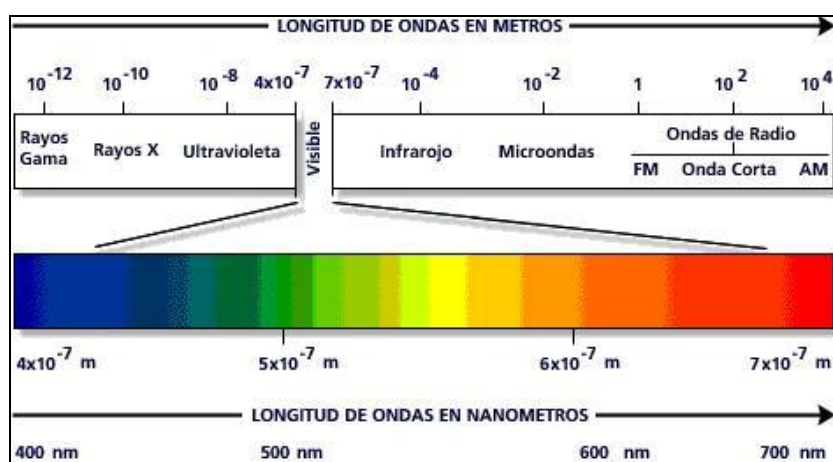 LONGITUD DE ONDAS EN METROS
10⁻¹² 10⁻¹⁰ 10⁻⁸ 4x10⁻⁷ 7x10⁻⁷ 10⁻⁴ 10⁻² 1 10² 10⁴
Rayos
Gama
Rayos X
Ultravioleta
Visible
Infrarojo
Microondas
Ondas de Radio
FM Onda Corta AM
4x10⁻⁷ m 5x10⁻⁷ m 6x10⁻⁷ m 7x10⁻⁷ m
LONGITUD DE ONDAS EN NANOMETROS
400 nm 500 nm 600 nm 700 nm